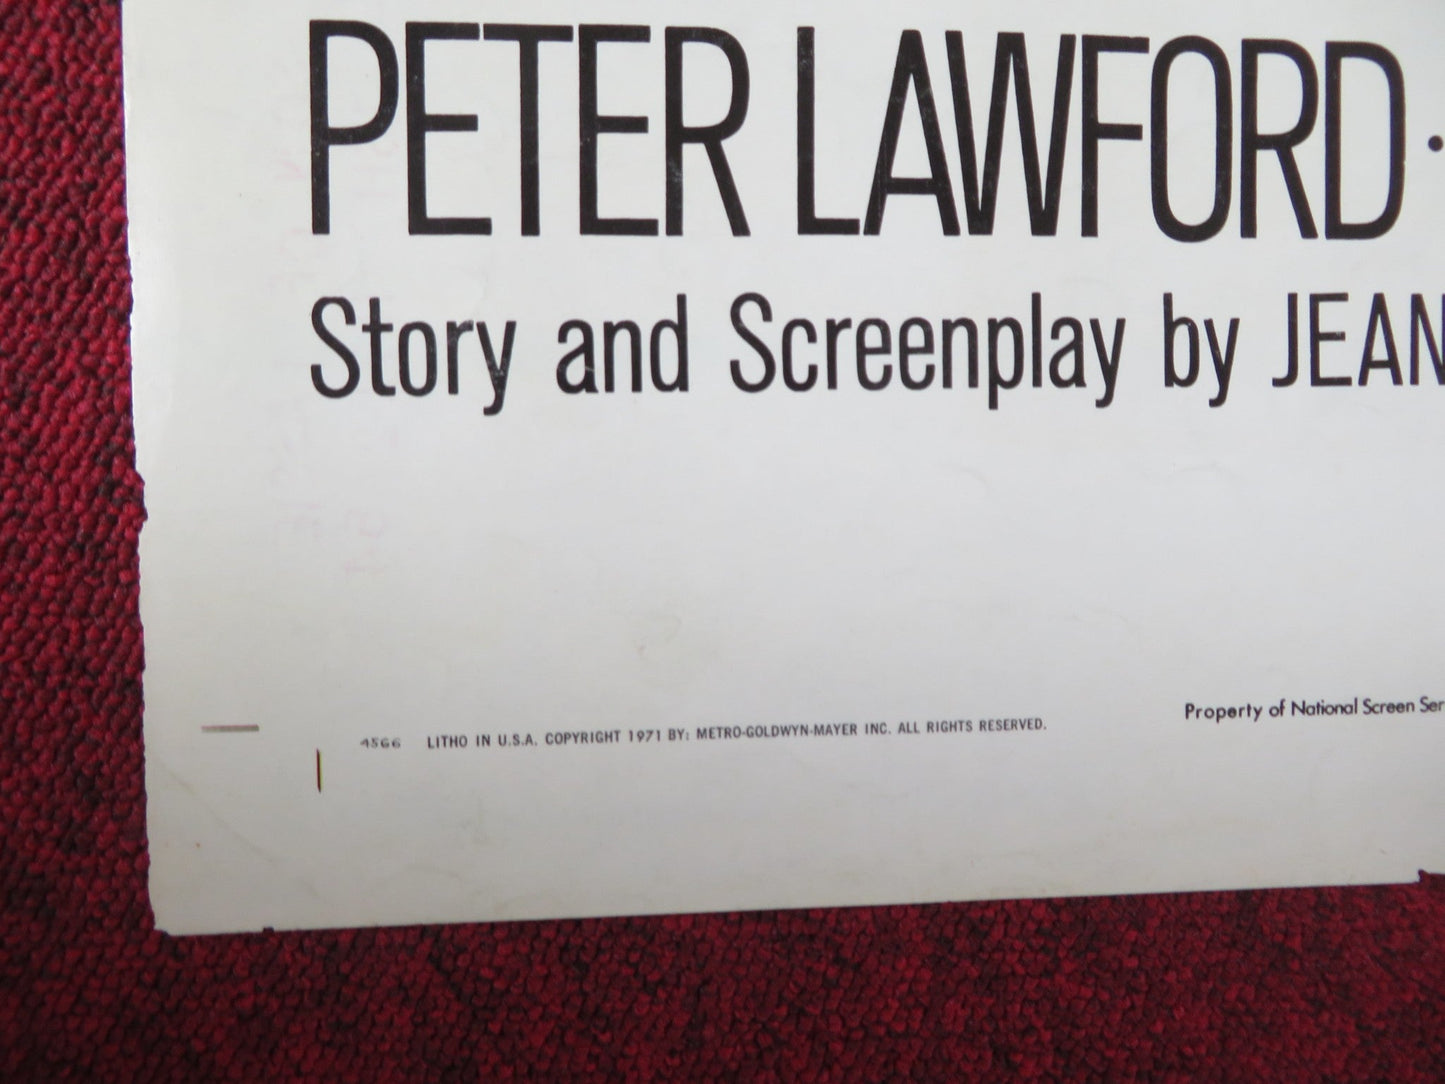 PETER LAWFORD ·
Story and Screenplay by JEAN
Property of National Screen Ser
4566 LITHO IN U.S.A. COPYRIGHT 1971 BY: METRO-GOLDWYN-MAYER INC. ALL RIGHTS RESERVED.